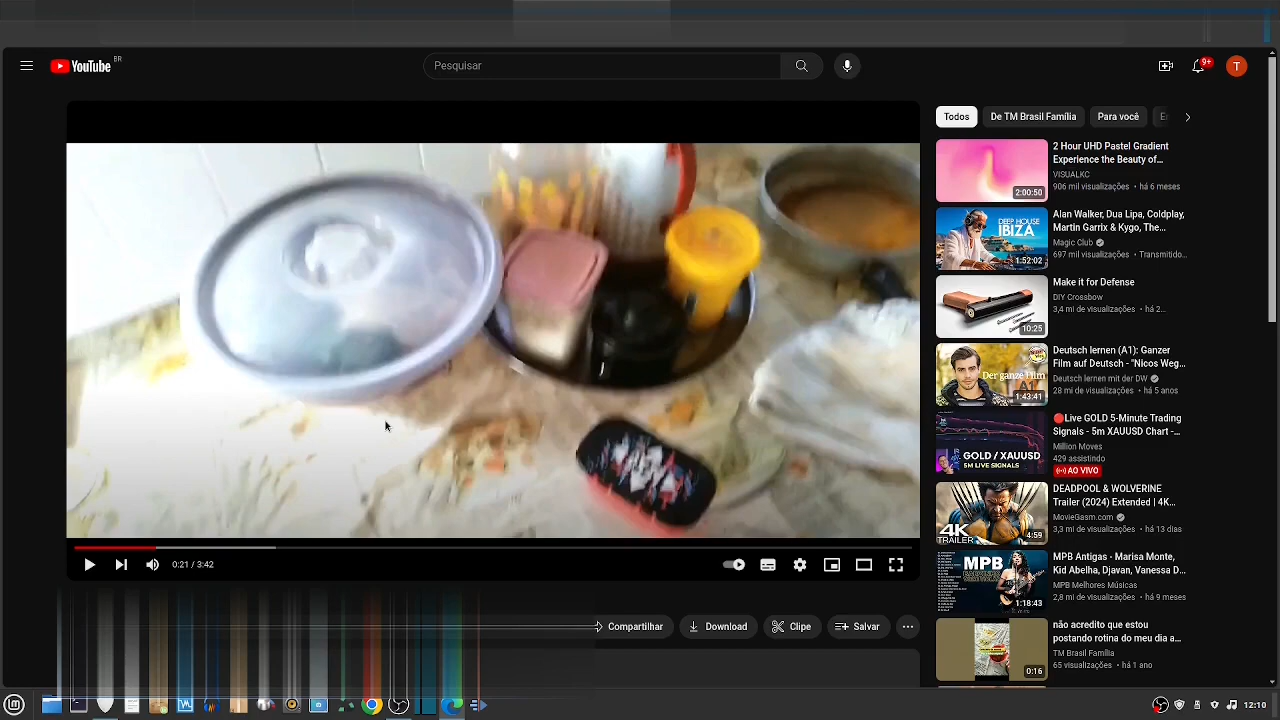 YouTube BR
Pesquisar
9+
T
Todos
De TM Brasil Família
Para você
2:00:50
2 Hour UHD Pastel Gradient
Experience the Beauty of…
VISUALKC
906 mil visualizações • há 6 meses
DEEP HOUSE
IBIZA
1:52:02
Alan Walker, Dua Lipa, Coldplay,
Martin Garrix & Kygo, The…
Magic Club
697 mil visualizações • Transmitido…
10:25
Make it for Defense
DIY Crossbow
3,4 mi de visualizações • há 2…
Der ganze Film
1:43:41
Deutsch lernen (A1): Ganzer
Film auf Deutsch - "Nicos Weg…
Deutsch lernen mit der DW
28 mi de visualizações • há 5 anos
GOLD / XAUUSD
5M LIVE SIGNALS
Live GOLD 5-Minute Trading
Signals - 5m XAUUSD Chart -…
Million Moves
429 assistindo
AO VIVO
4K
TRAILER
4:59
DEADPOOL & WOLVERINE
Trailer (2024) Extended | 4K…
MovieGasm.com
3,3 mi de visualizações • há 13 dias
MPB
1:18:43
MPB Antigas - Marisa Monte,
Kid Abelha, Djavan, Vanessa D…
MPB Melhores Músicas
2,8 mi de visualizações • há 9 meses
0:16
não acredito que estou
postando rotina do meu dia a…
TM Brasil Família
65 visualizações • há 1 ano
0:21 / 3:42
Compartilhar
Download
Clipe
Salvar
12:10